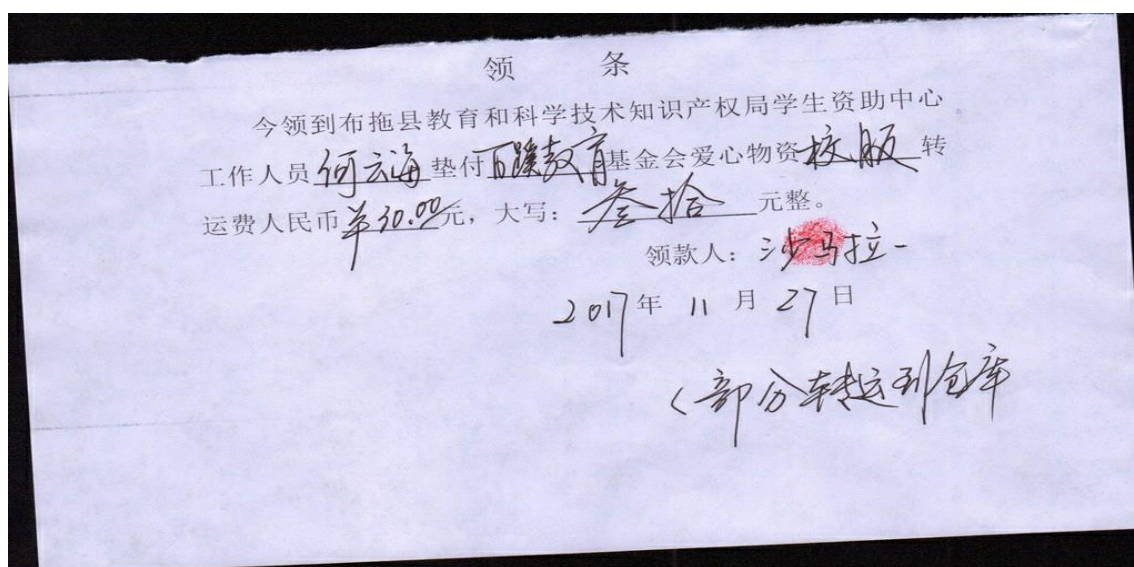 领 条
今领到布拖县教育和科学技术知识产权局学生资助中心
工作人员何云海垫付百蹊教育基金会爱心物资校服转
运费人民币￥30.00元，大写：叁拾元整。
领款人：沙马拉一
2017年11月27日
（部分转运到仓库